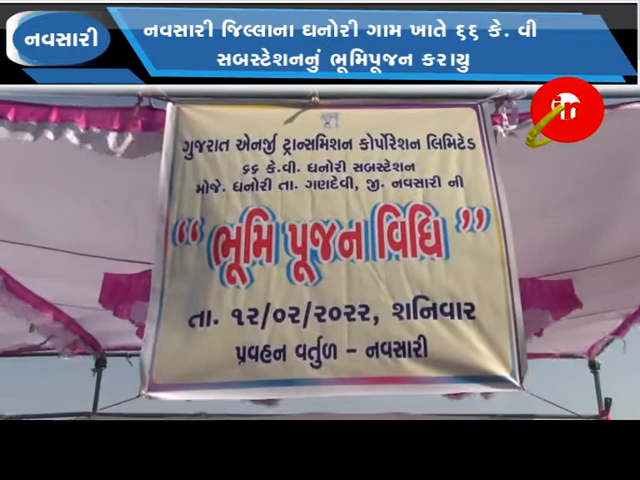 નવસારી
નવસારી જિલ્લાના ઘનોરી ગામ ખાતે ૬૬ કે. વી
સબસ્ટેશનનું ભૂમિપૂજન કરાયુ
ગુજરાત એનર્જી ટ્રાન્સમિશન કોર્પોરેશન લિમિટેડ
૬૬ કે.વી. ધનોરી સબસ્ટેશન
મોજે. ધનોરી તા. ગણદેવી, જી. નવસારી ની
“ ભૂમિ પૂજન વિધિ ”
તા. ૧૨/૦૨/૨૦૨૨, શનિવાર
પ્રવહન વર્તુળ - નવસારી